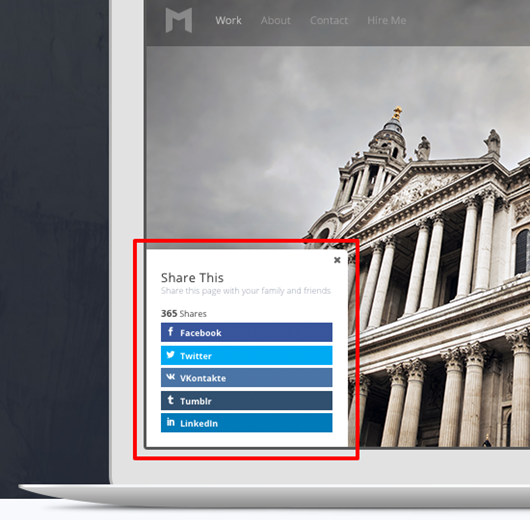 Work About Contact Hire Me
Share This
Share this page with your family and friends
365 Shares
Facebook
Twitter
VKontakte
Tumblr
LinkedIn